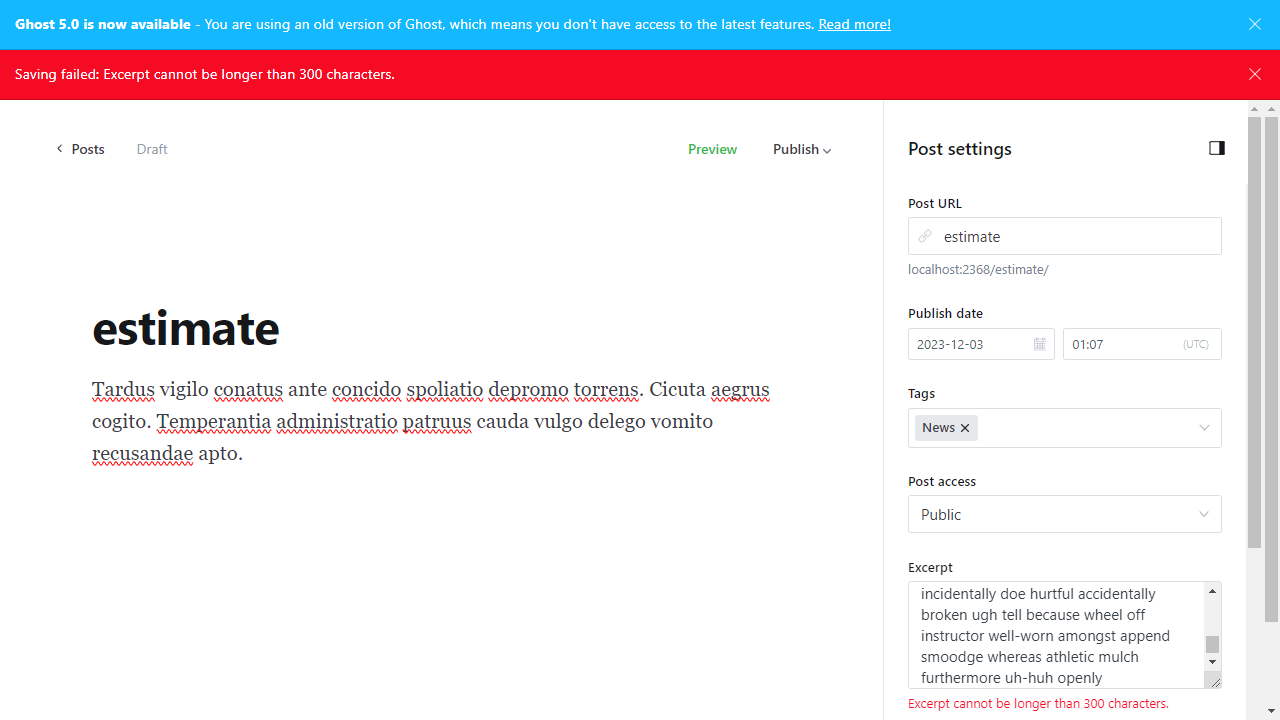 Ghost 5.0 is now available - You are using an old version of Ghost, which means you don't have access to the latest features. Read more!
Saving failed: Excerpt cannot be longer than 300 characters.
Posts
Draft
Preview
Publish
estimate
Tardus vigilo conatus ante concido spoliatio depromo torrens. Cicuta aegrus
cogito. Temperantia administratio patruus cauda vulgo delego vomito
recusandae apto.
Post settings
Post URL
estimate
localhost:2368/estimate/
Publish date
2023-12-03
01:07
(UTC)
Tags
News
Post access
Public
Excerpt
incidentally doe hurtful accidentally
broken ugh tell because wheel off
instructor well-worn amongst append
smoodge whereas athletic mulch
furthermore uh-huh openly
Excerpt cannot be longer than 300 characters.